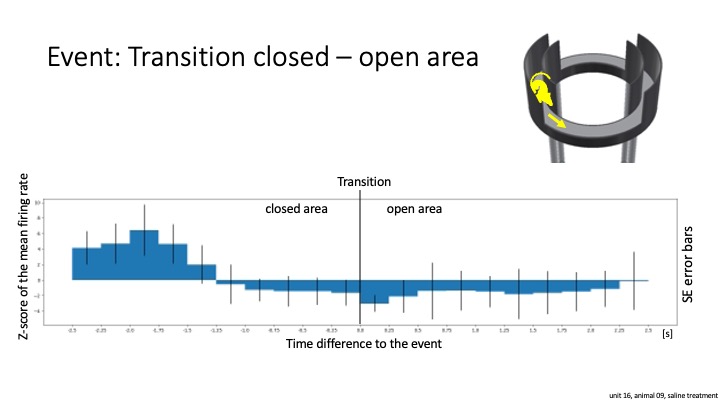 Event: Transition closed – open area
Transition
closed area
open area
Z-score of the mean firing rate
10
8
6
4
2
0
−2
−4
SE error bars
-2.5 -2.25 -2.0 -1.75 -1.5 -1.25 -1.0 -0.75 -0.5 -0.25 0.0 0.25 0.5 0.75 1.0 1.25 1.5 1.75 2.0 2.25 2.5
[s]
Time difference to the event
unit 16, animal 09, saline treatment